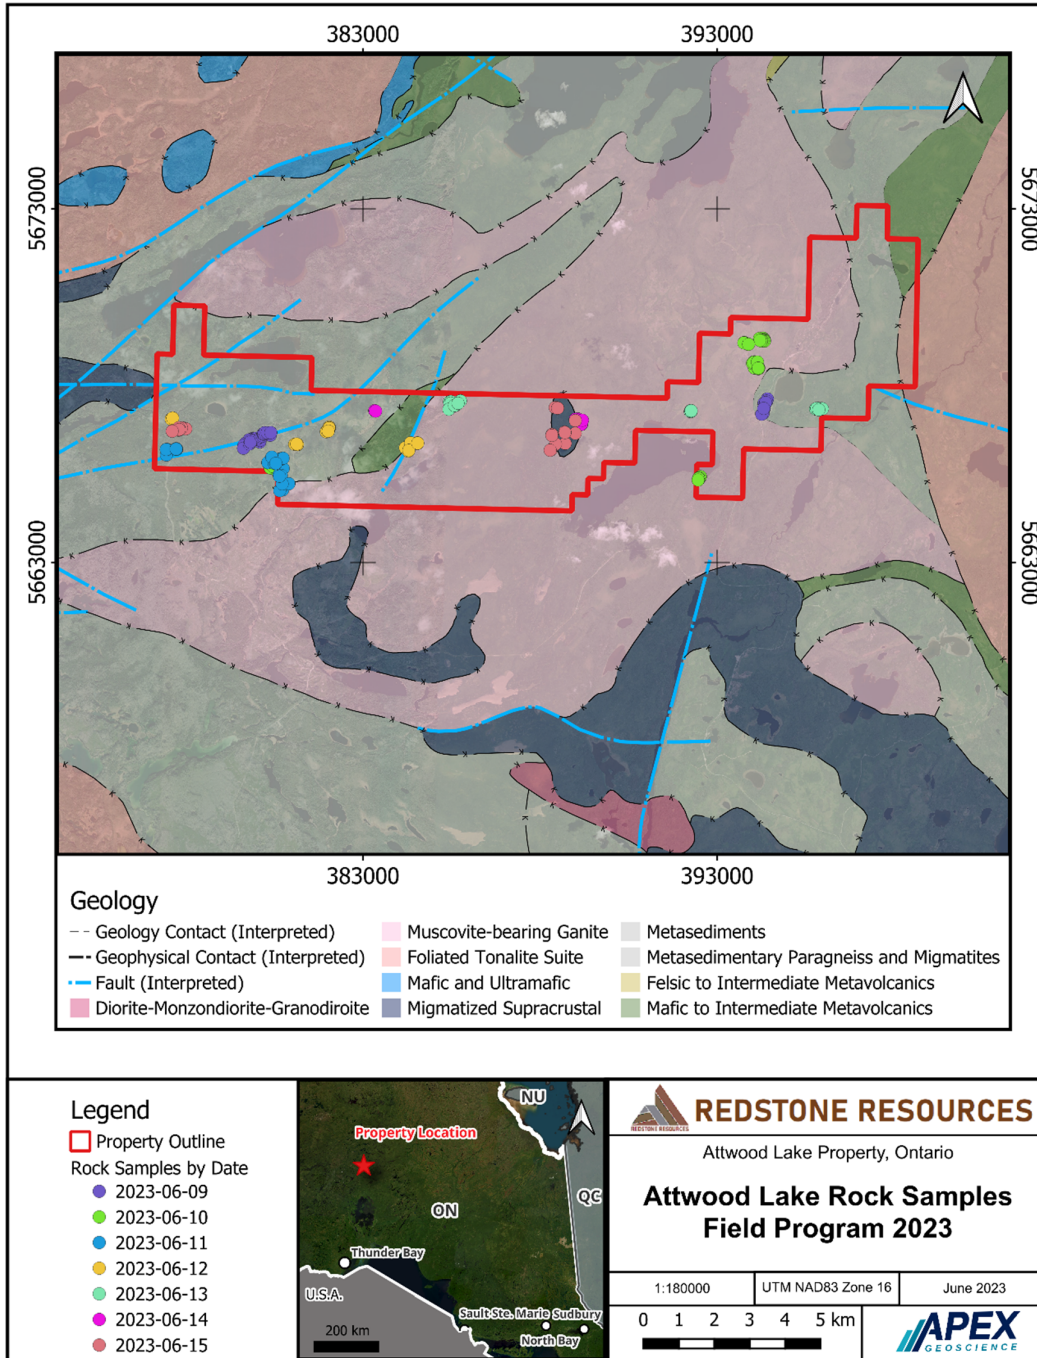 383000 393000
5673000 5673000
5663000 5663000
383000 393000
Geology
Geology Contact (Interpreted)
Geophysical Contact (Interpreted)
Fault (Interpreted)
Diorite-Monzondiorite-Granodiroite
Muscovite-bearing Ganite
Foliated Tonalite Suite
Mafic and Ultramafic
Migmatized Supracrustal
Metasediments
Metasedimentary Paragneiss and Migmatites
Felsic to Intermediate Metavolcanics
Mafic to Intermediate Metavolcanics
Legend
Property Outline
Rock Samples by Date
2023-06-09
2023-06-10
2023-06-11
2023-06-12
2023-06-13
2023-06-14
2023-06-15
NU
Property Location
QC
ON
Thunder Bay
U.S.A.
Sault Ste. Marie Sudbury
North Bay
200 km
REDSTONE RESOURCES
REDSTONE RESOURCES
Attwood Lake Property, Ontario
Attwood Lake Rock Samples
Field Program 2023
1:180000 UTM NAD83 Zone 16 June 2023
0 1 2 3 4 5 km
APEX
GEOSCIENCE